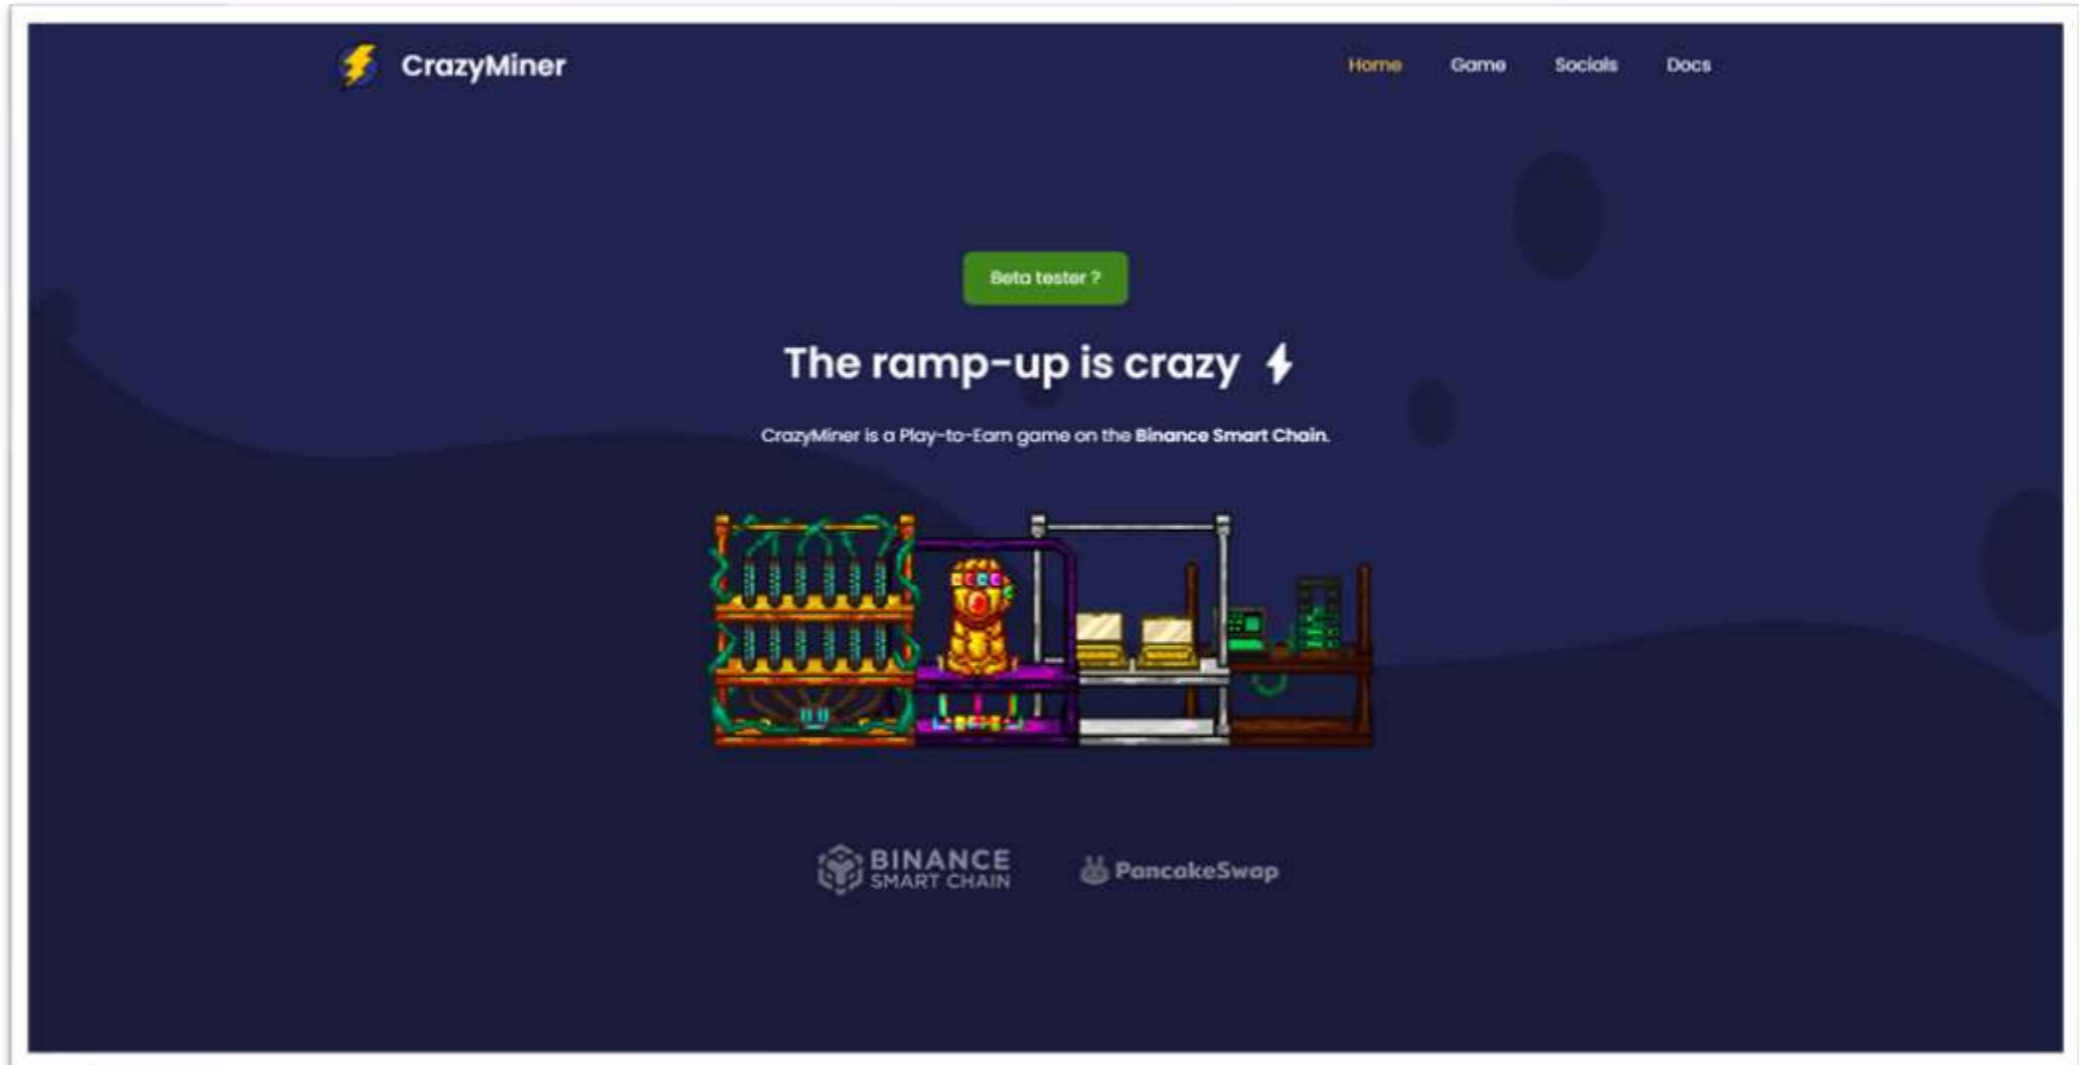 CrazyMiner
Home Game Socials Docs
Beta tester ?
The ramp-up is crazy
CrazyMiner is a Play-to-Earn game on the Binance Smart Chain.
BINANCE
SMART CHAIN
PancakeSwap